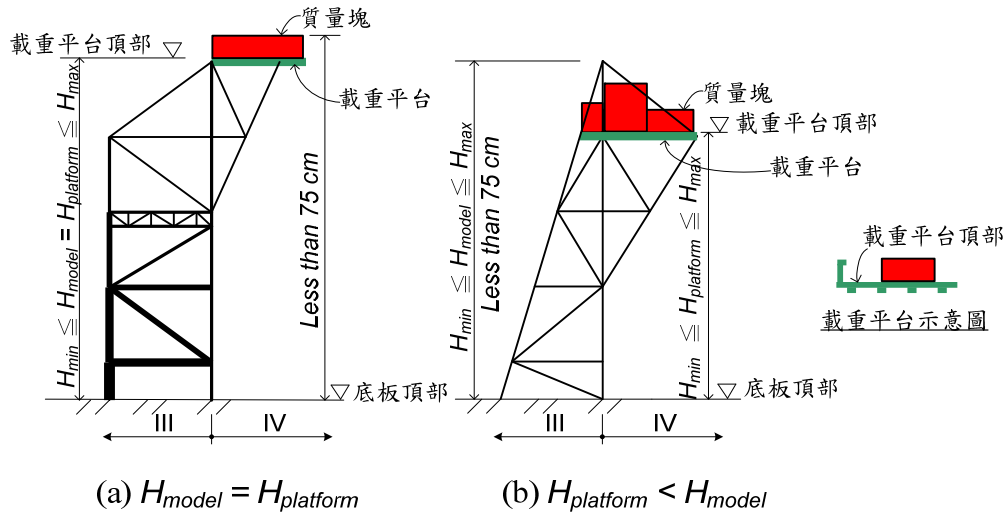 質量塊
載重平台頂部
載重平台
H_min ≦ H_model = H_platform ≦ H_max
Less than 75 cm
底板頂部
III
IV
(a) H_model = H_platform
質量塊
載重平台頂部
載重平台
H_min ≦ H_model ≦ H_max
Less than 75 cm
H_min ≦ H_platform ≦ H_max
底板頂部
III
IV
(b) H_platform < H_model
載重平台頂部
載重平台示意圖